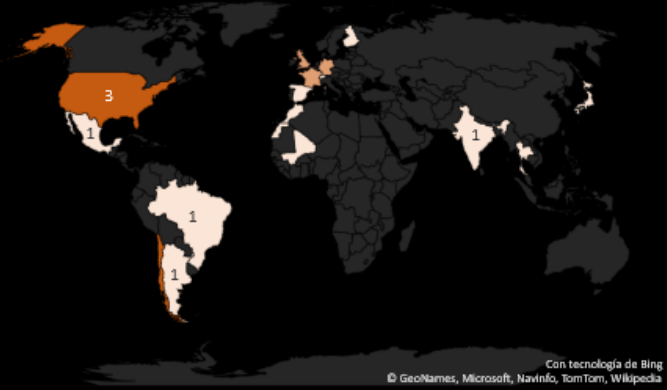 3
1
1
1
1
Con tecnología de Bing
© GeoNames, Microsoft, Navinfo, TomTom, Wikipedia